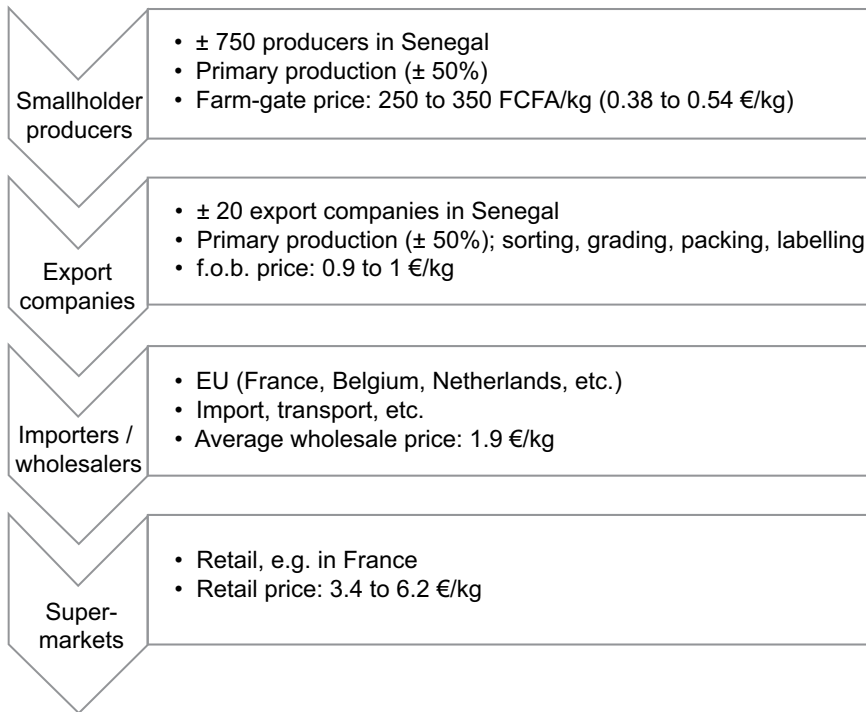 Smallholder
producers
• ± 750 producers in Senegal
• Primary production (± 50%)
• Farm-gate price: 250 to 350 FCFA/kg (0.38 to 0.54 €/kg)
Export
companies
• ± 20 export companies in Senegal
• Primary production (± 50%); sorting, grading, packing, labelling
• f.o.b. price: 0.9 to 1 €/kg
Importers /
wholesalers
• EU (France, Belgium, Netherlands, etc.)
• Import, transport, etc.
• Average wholesale price: 1.9 €/kg
Super-
markets
• Retail, e.g. in France
• Retail price: 3.4 to 6.2 €/kg